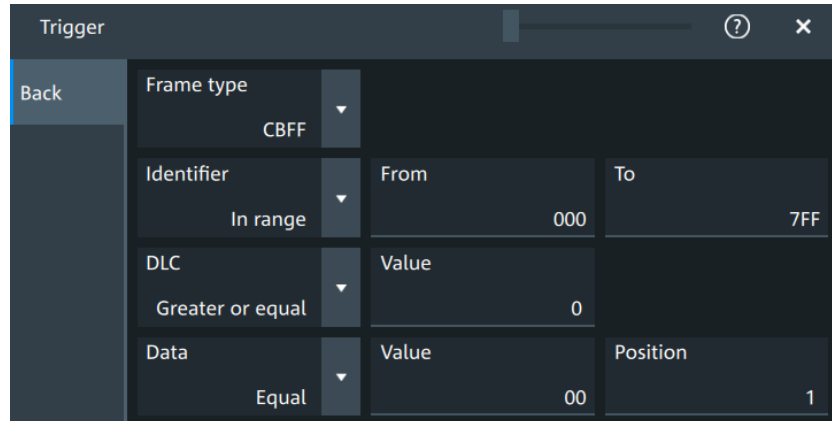 Trigger ?
Back
Frame type
CBFF
Identifier From To
In range 000 7FF
DLC Value
Greater or equal 0
Data Value Position
Equal 00 1